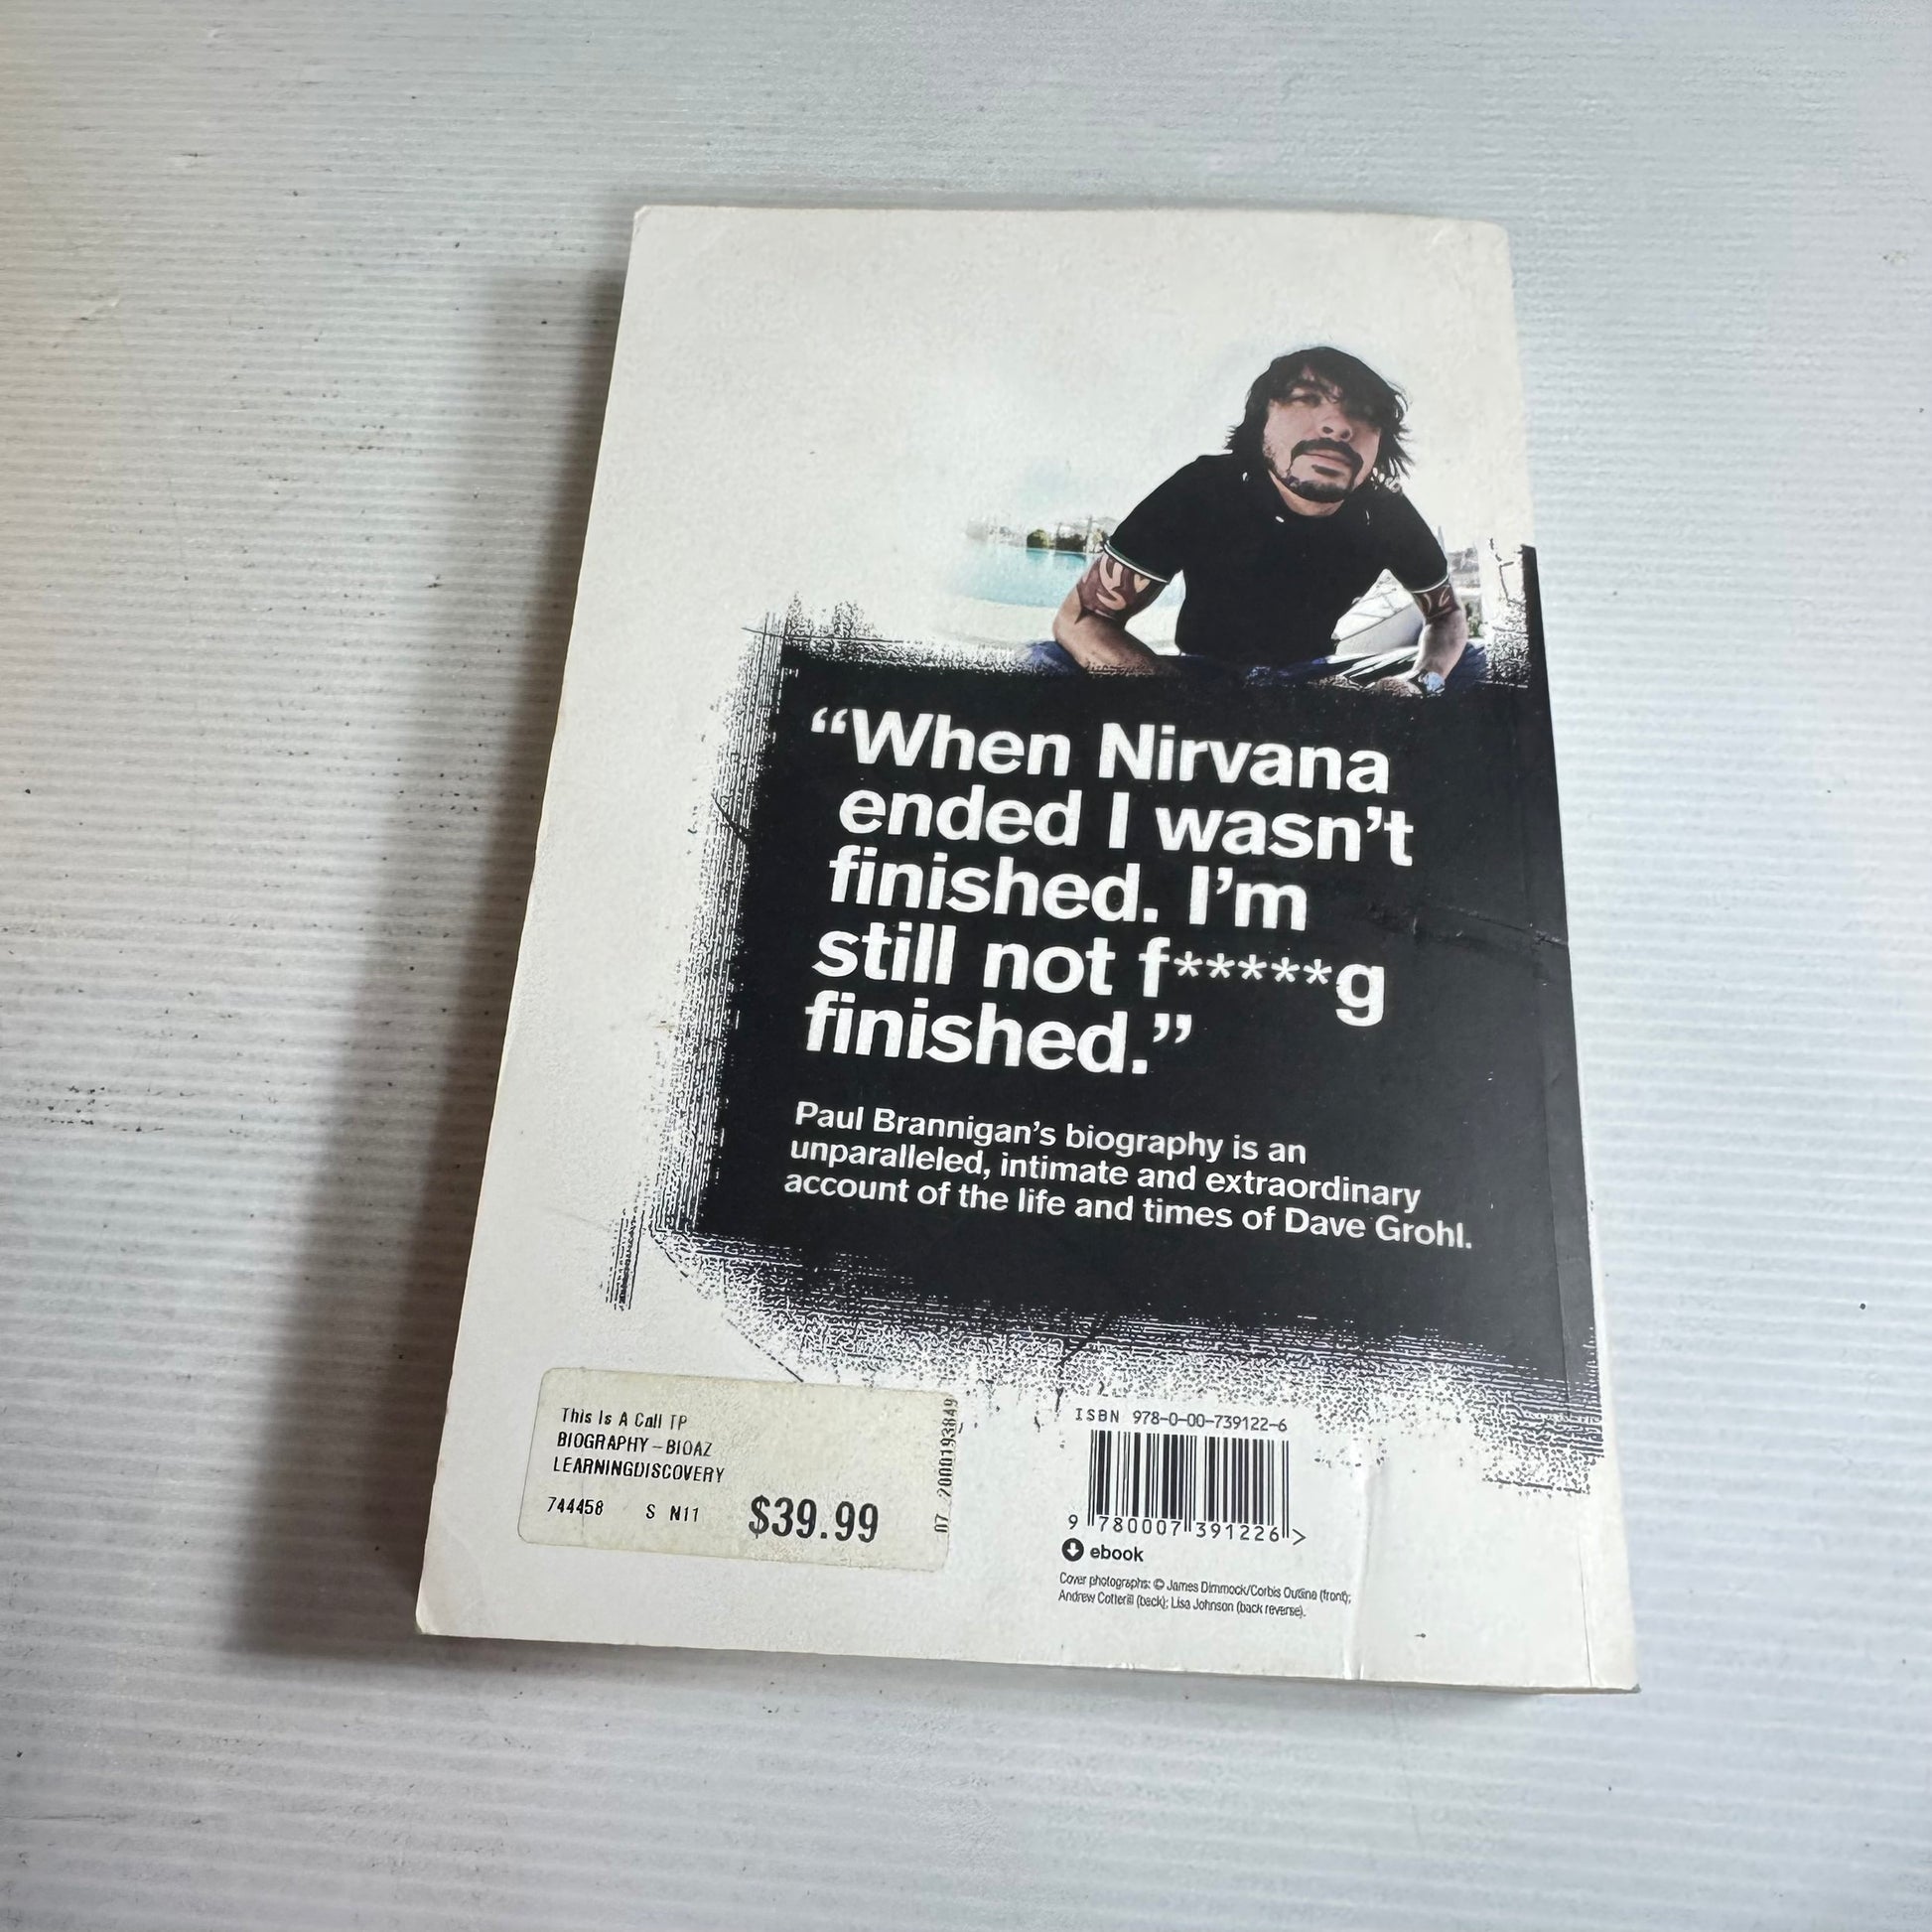 “When Nirvana
ended I wasn’t
finished. I’m
still not f*****g
finished.”
Paul Brannigan’s biography is an
unparalleled, intimate and extraordinary
account of the life and times of Dave Grohl.
This Is A Call TP
BIOGRAPHY – BIOAZ
LEARNINGDISCOVERY
744458 S N11 $39.99
07 2000193849
ISBN 978-0-00-739122-6
9 780007 391226 >
ebook
Cover photographs: © James Dimmock/Corbis Outline (front);
Andrew Cotterill (back); Lisa Johnson (back reverse).